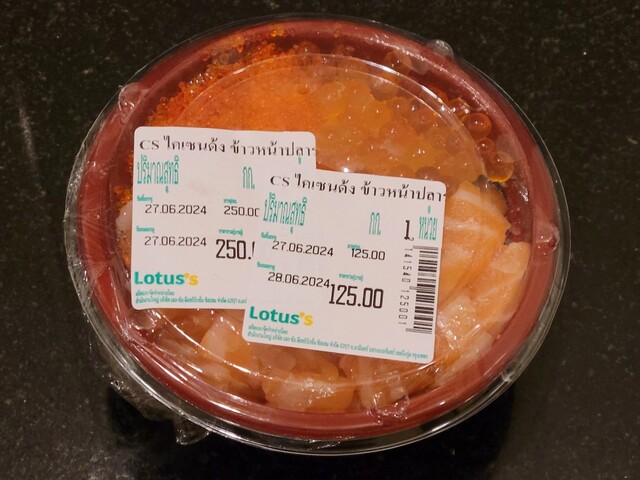 CS ไคเซนด้ง ข้าวหน้าปลา
ปริมาณสุทธิ กก.
27.06.2024 250.0
27.06.2024
250.
Lotus's
CS ไคเซนด้ง ข้าวหน้าปลา
ปริมาณสุทธิ กก. 1 หน่วย
27.06.2024 125.00
28.06.2024
125.00
Lotus's
2141540125001